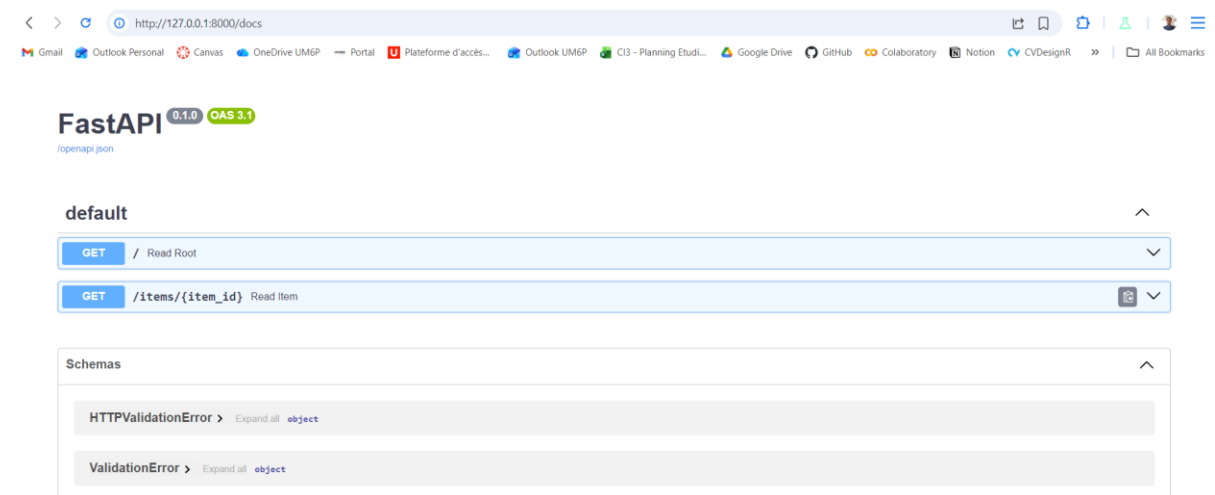 http://127.0.0.1:8000/docs
Gmail Outlook Personal Canvas OneDrive UM6P Portal Plateforme d'accès... Outlook UM6P CI3 - Planning Etudi... Google Drive GitHub Colaboratory Notion CVDesignR » All Bookmarks
FastAPI 0.1.0 OAS 3.1
/openapi.json
default
GET / Read Root
GET /items/{item_id} Read Item
Schemas
HTTPValidationError > Expand all object
ValidationError > Expand all object